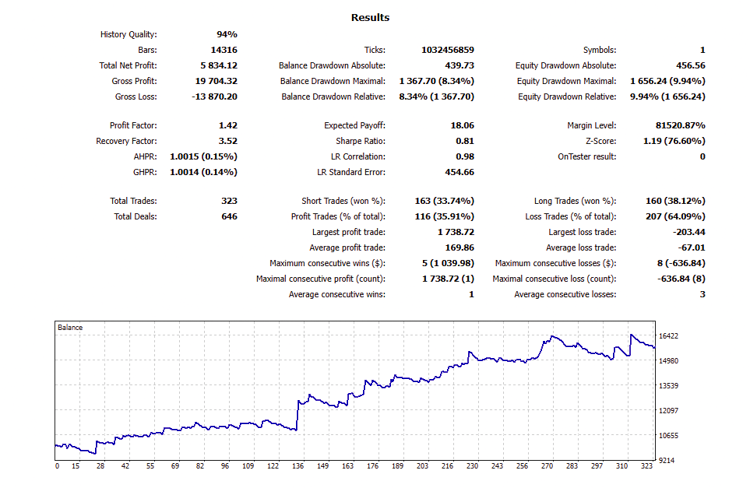 Results
History Quality: 94%
Bars: 14316 Ticks: 1032456859 Symbols: 1
Total Net Profit: 5 834.12 Balance Drawdown Absolute: 439.73 Equity Drawdown Absolute: 456.56
Gross Profit: 19 704.32 Balance Drawdown Maximal: 1 367.70 (8.34%) Equity Drawdown Maximal: 1 656.24 (9.94%)
Gross Loss: -13 870.20 Balance Drawdown Relative: 8.34% (1 367.70) Equity Drawdown Relative: 9.94% (1 656.24)
Profit Factor: 1.42 Expected Payoff: 18.06 Margin Level: 81520.87%
Recovery Factor: 3.52 Sharpe Ratio: 0.81 Z-Score: 1.19 (76.60%)
AHPR: 1.0015 (0.15%) LR Correlation: 0.98 OnTester result: 0
GHPR: 1.0014 (0.14%) LR Standard Error: 454.66
Total Trades: 323 Short Trades (won %): 163 (33.74%) Long Trades (won %): 160 (38.12%)
Total Deals: 646 Profit Trades (% of total): 116 (35.91%) Loss Trades (% of total): 207 (64.09%)
Largest profit trade: 1 738.72 Largest loss trade: -203.44
Average profit trade: 169.86 Average loss trade: -67.01
Maximum consecutive wins ($): 5 (1 039.98) Maximum consecutive losses ($): 8 (-636.84)
Maximal consecutive profit (count): 1 738.72 (1) Maximal consecutive loss (count): -636.84 (8)
Average consecutive wins: 1 Average consecutive losses: 3
Balance
16422
14980
13539
12097
10655
9214
0 15 28 42 55 69 82 96 109 122 136 149 163 176 189 203 216 230 243 256 270 283 297 310 323